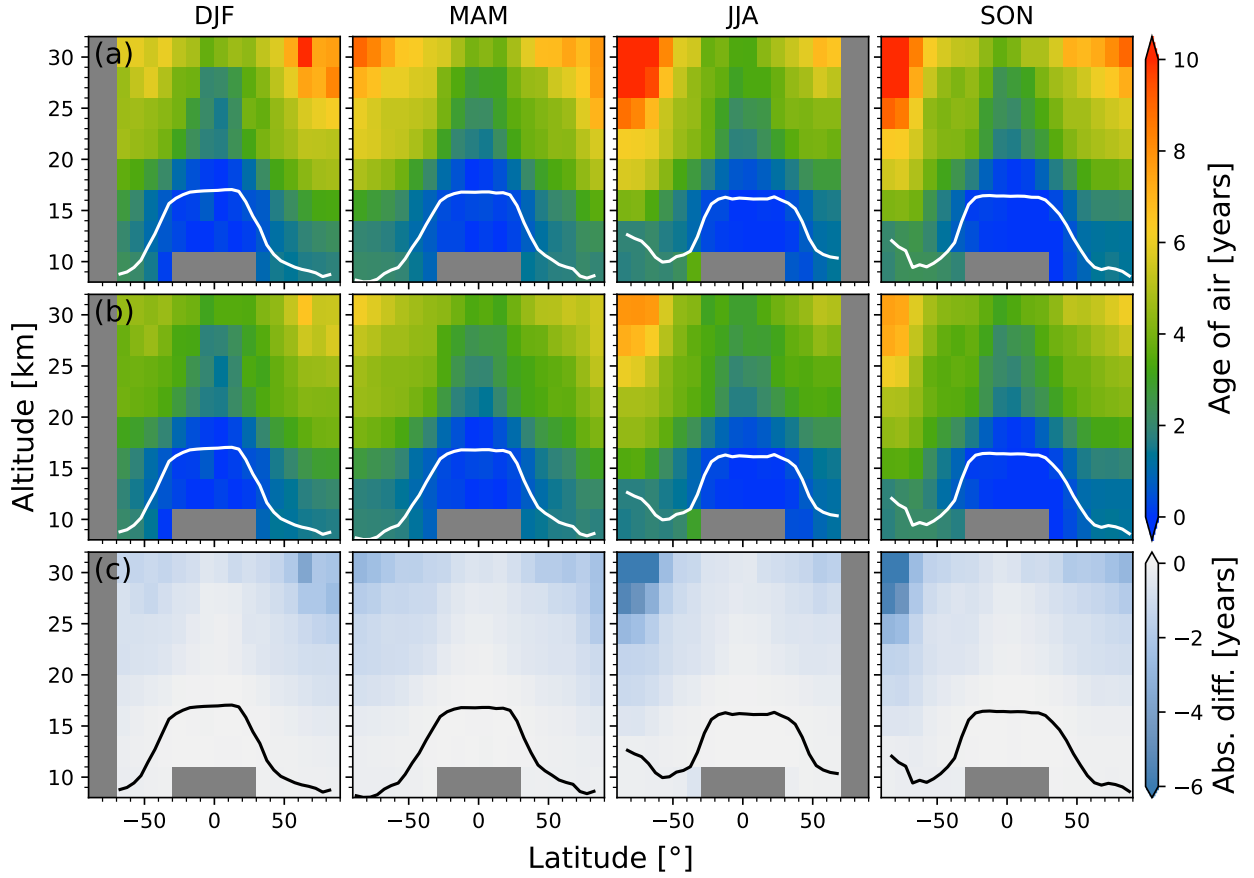 DJF MAM JJA SON
(a)
30
25
20
15
10
(b)
30
25
20
15
10
(c)
30
25
20
15
10
Altitude [km]
−50 0 50 −50 0 50 −50 0 50 −50 0 50
Latitude [°]
10
8
6
4
2
0
Age of air [years]
0
−2
−4
−6
Abs. diff. [years]